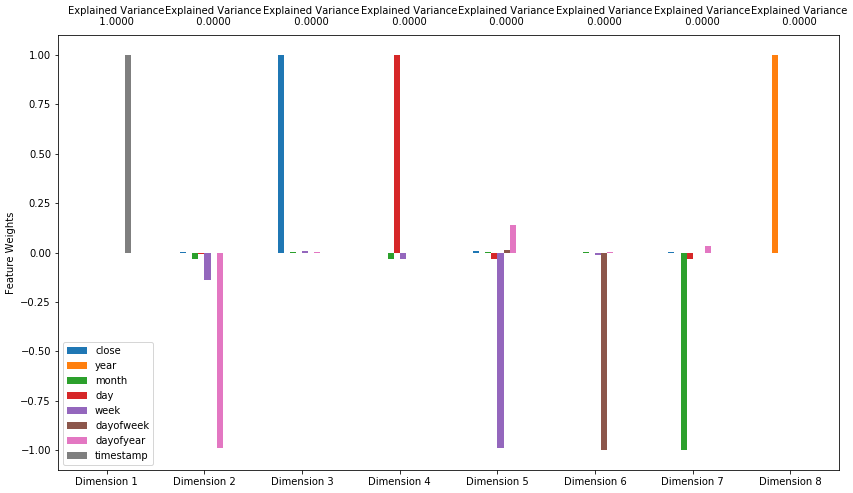 Explained Variance Explained Variance Explained Variance Explained Variance Explained Variance Explained Variance Explained Variance Explained Variance
1.0000 0.0000 0.0000 0.0000 0.0000 0.0000 0.0000 0.0000
1.00
0.75
0.50
0.25
0.00
−0.25
−0.50
−0.75
−1.00
Feature Weights
close
year
month
day
week
dayofweek
dayofyear
timestamp
Dimension 1 Dimension 2 Dimension 3 Dimension 4 Dimension 5 Dimension 6 Dimension 7 Dimension 8